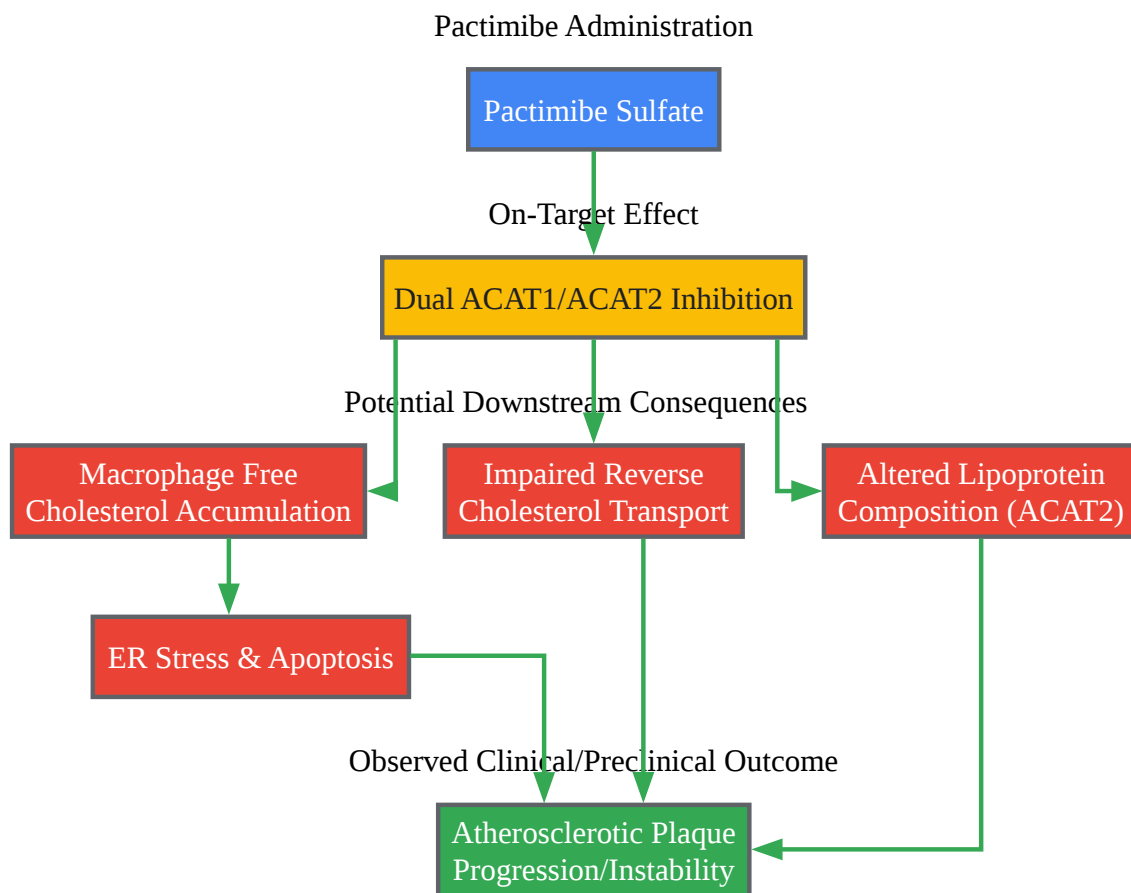 Pactimibe Administration
Pactimibe Sulfate
On-Target Effect
Dual ACAT1/ACAT2 Inhibition
Potential Downstream Consequences
Macrophage Free
Cholesterol Accumulation
Impaired Reverse
Cholesterol Transport
Altered Lipoprotein
Composition (ACAT2)
ER Stress & Apoptosis
Observed Clinical/Preclinical Outcome
Atherosclerotic Plaque
Progression/Instability